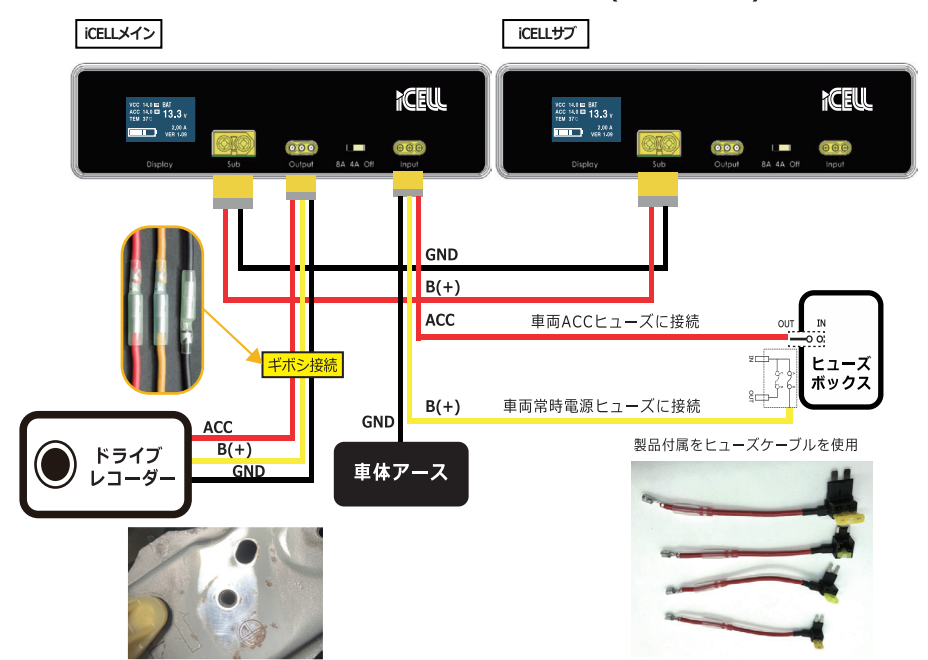 iCELLメイン
iCELLサブ
iCELL
VCC 14.0 BAT
ACC 14.0 13.3 v
TEM 37℃
2.00 A
VER 1.09
Display
Sub
Output
8A 4A Off
Input
iCELL
VCC 14.0 BAT
ACC 14.0 13.3 v
TEM 37℃
2.00 A
VER 1.09
Display
Sub
Output
8A 4A Off
Input
GND
B(+)
ACC
車両ACCヒューズに接続
OUT IN
ギボシ接続
ヒューズ
ボックス
IN
OUT
B(+)
車両常時電源ヒューズに接続
GND
ACC
B(+)
GND
ドライブ
レコーダー
車体アース
製品付属をヒューズケーブルを使用